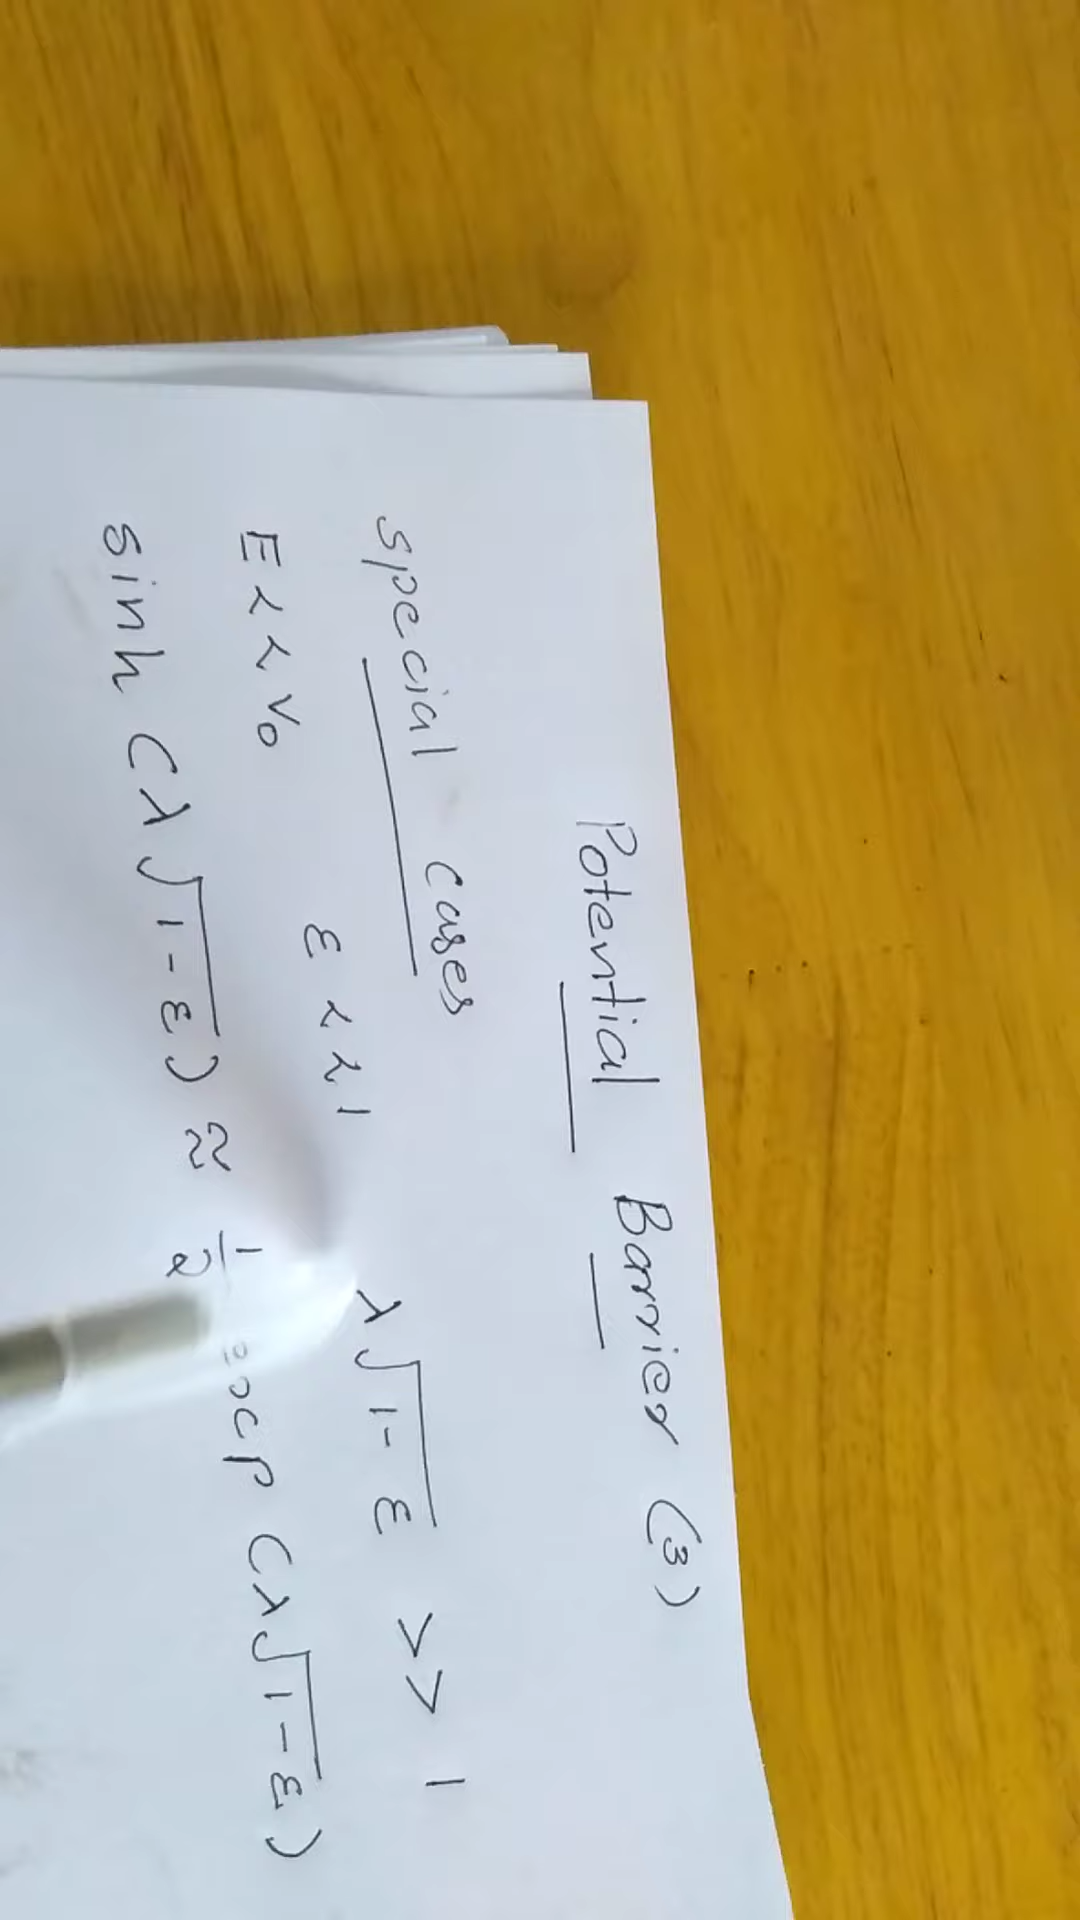 Potential Barrier (3)
Special cases
E << V₀ ε << 1 λ√(1-ε) >> 1
sinh (λ√(1-ε)) ≈ 1/2 exp (λ√(1-ε))